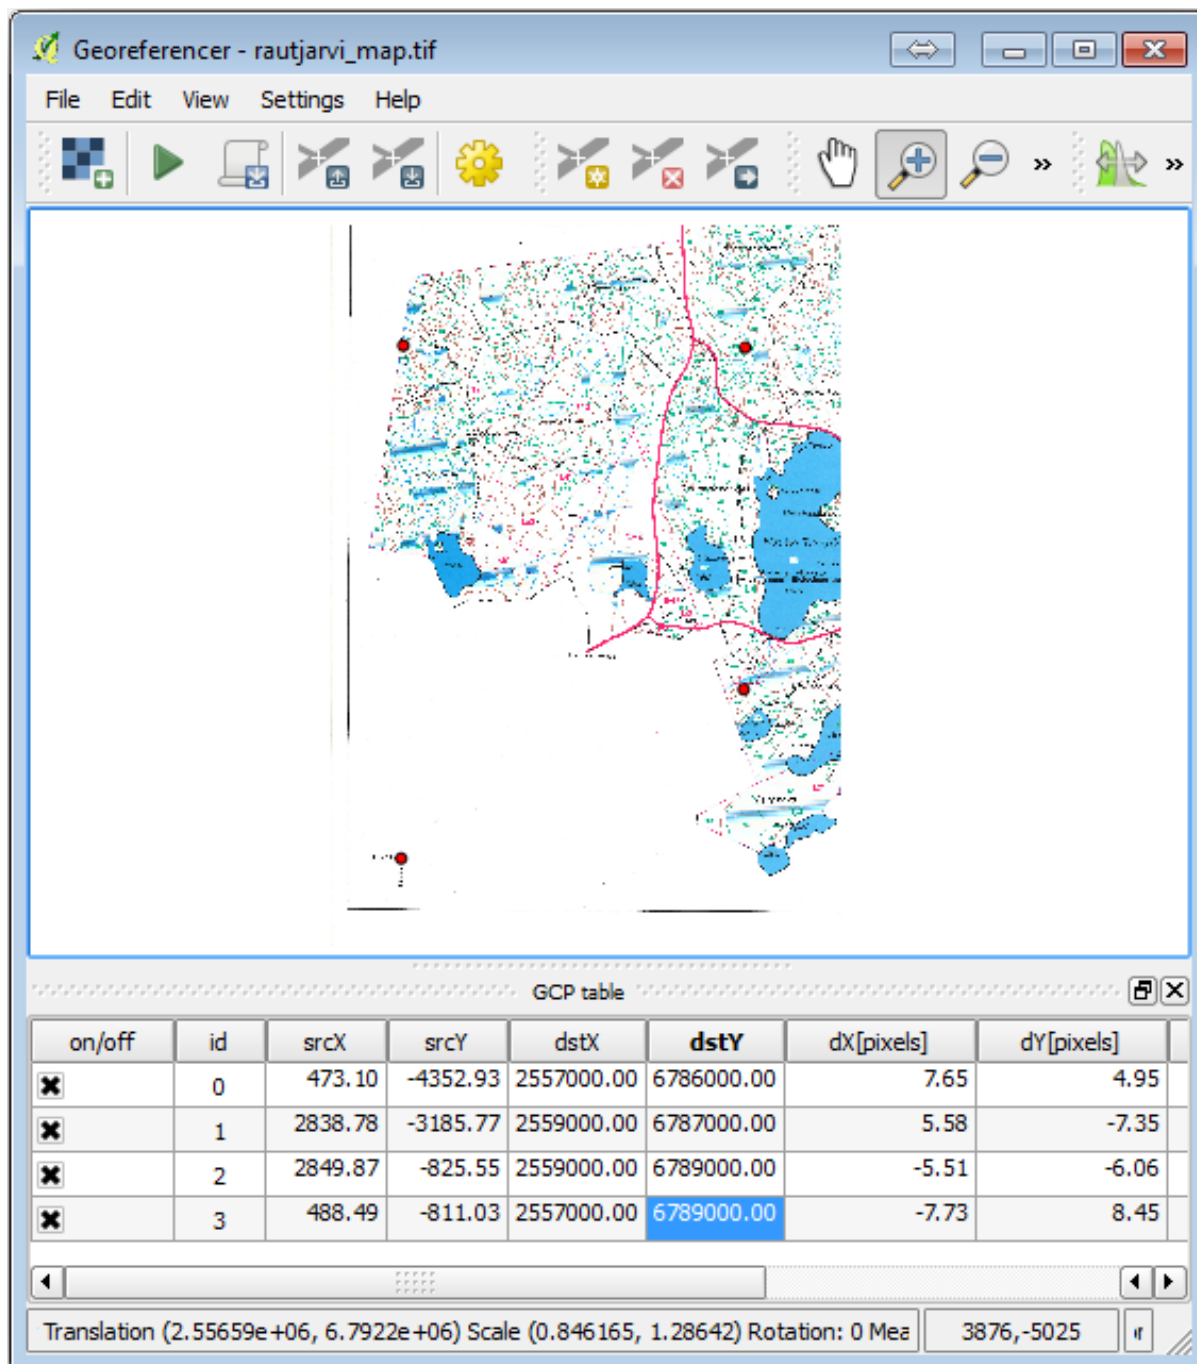 Georeferencer - rautjarvi_map.tif
File Edit View Settings Help
» »
GCP table
on/off id srcX srcY dstX dstY dX[pixels] dY[pixels]
0 473.10 -4352.93 2557000.00 6786000.00 7.65 4.95
1 2838.78 -3185.77 2559000.00 6787000.00 5.58 -7.35
2 2849.87 -825.55 2559000.00 6789000.00 -5.51 -6.06
3 488.49 -811.03 2557000.00 6789000.00 -7.73 8.45
Translation (2.55659e+06, 6.7922e+06) Scale (0.846165, 1.28642) Rotation: 0 Mea 3876,-5025